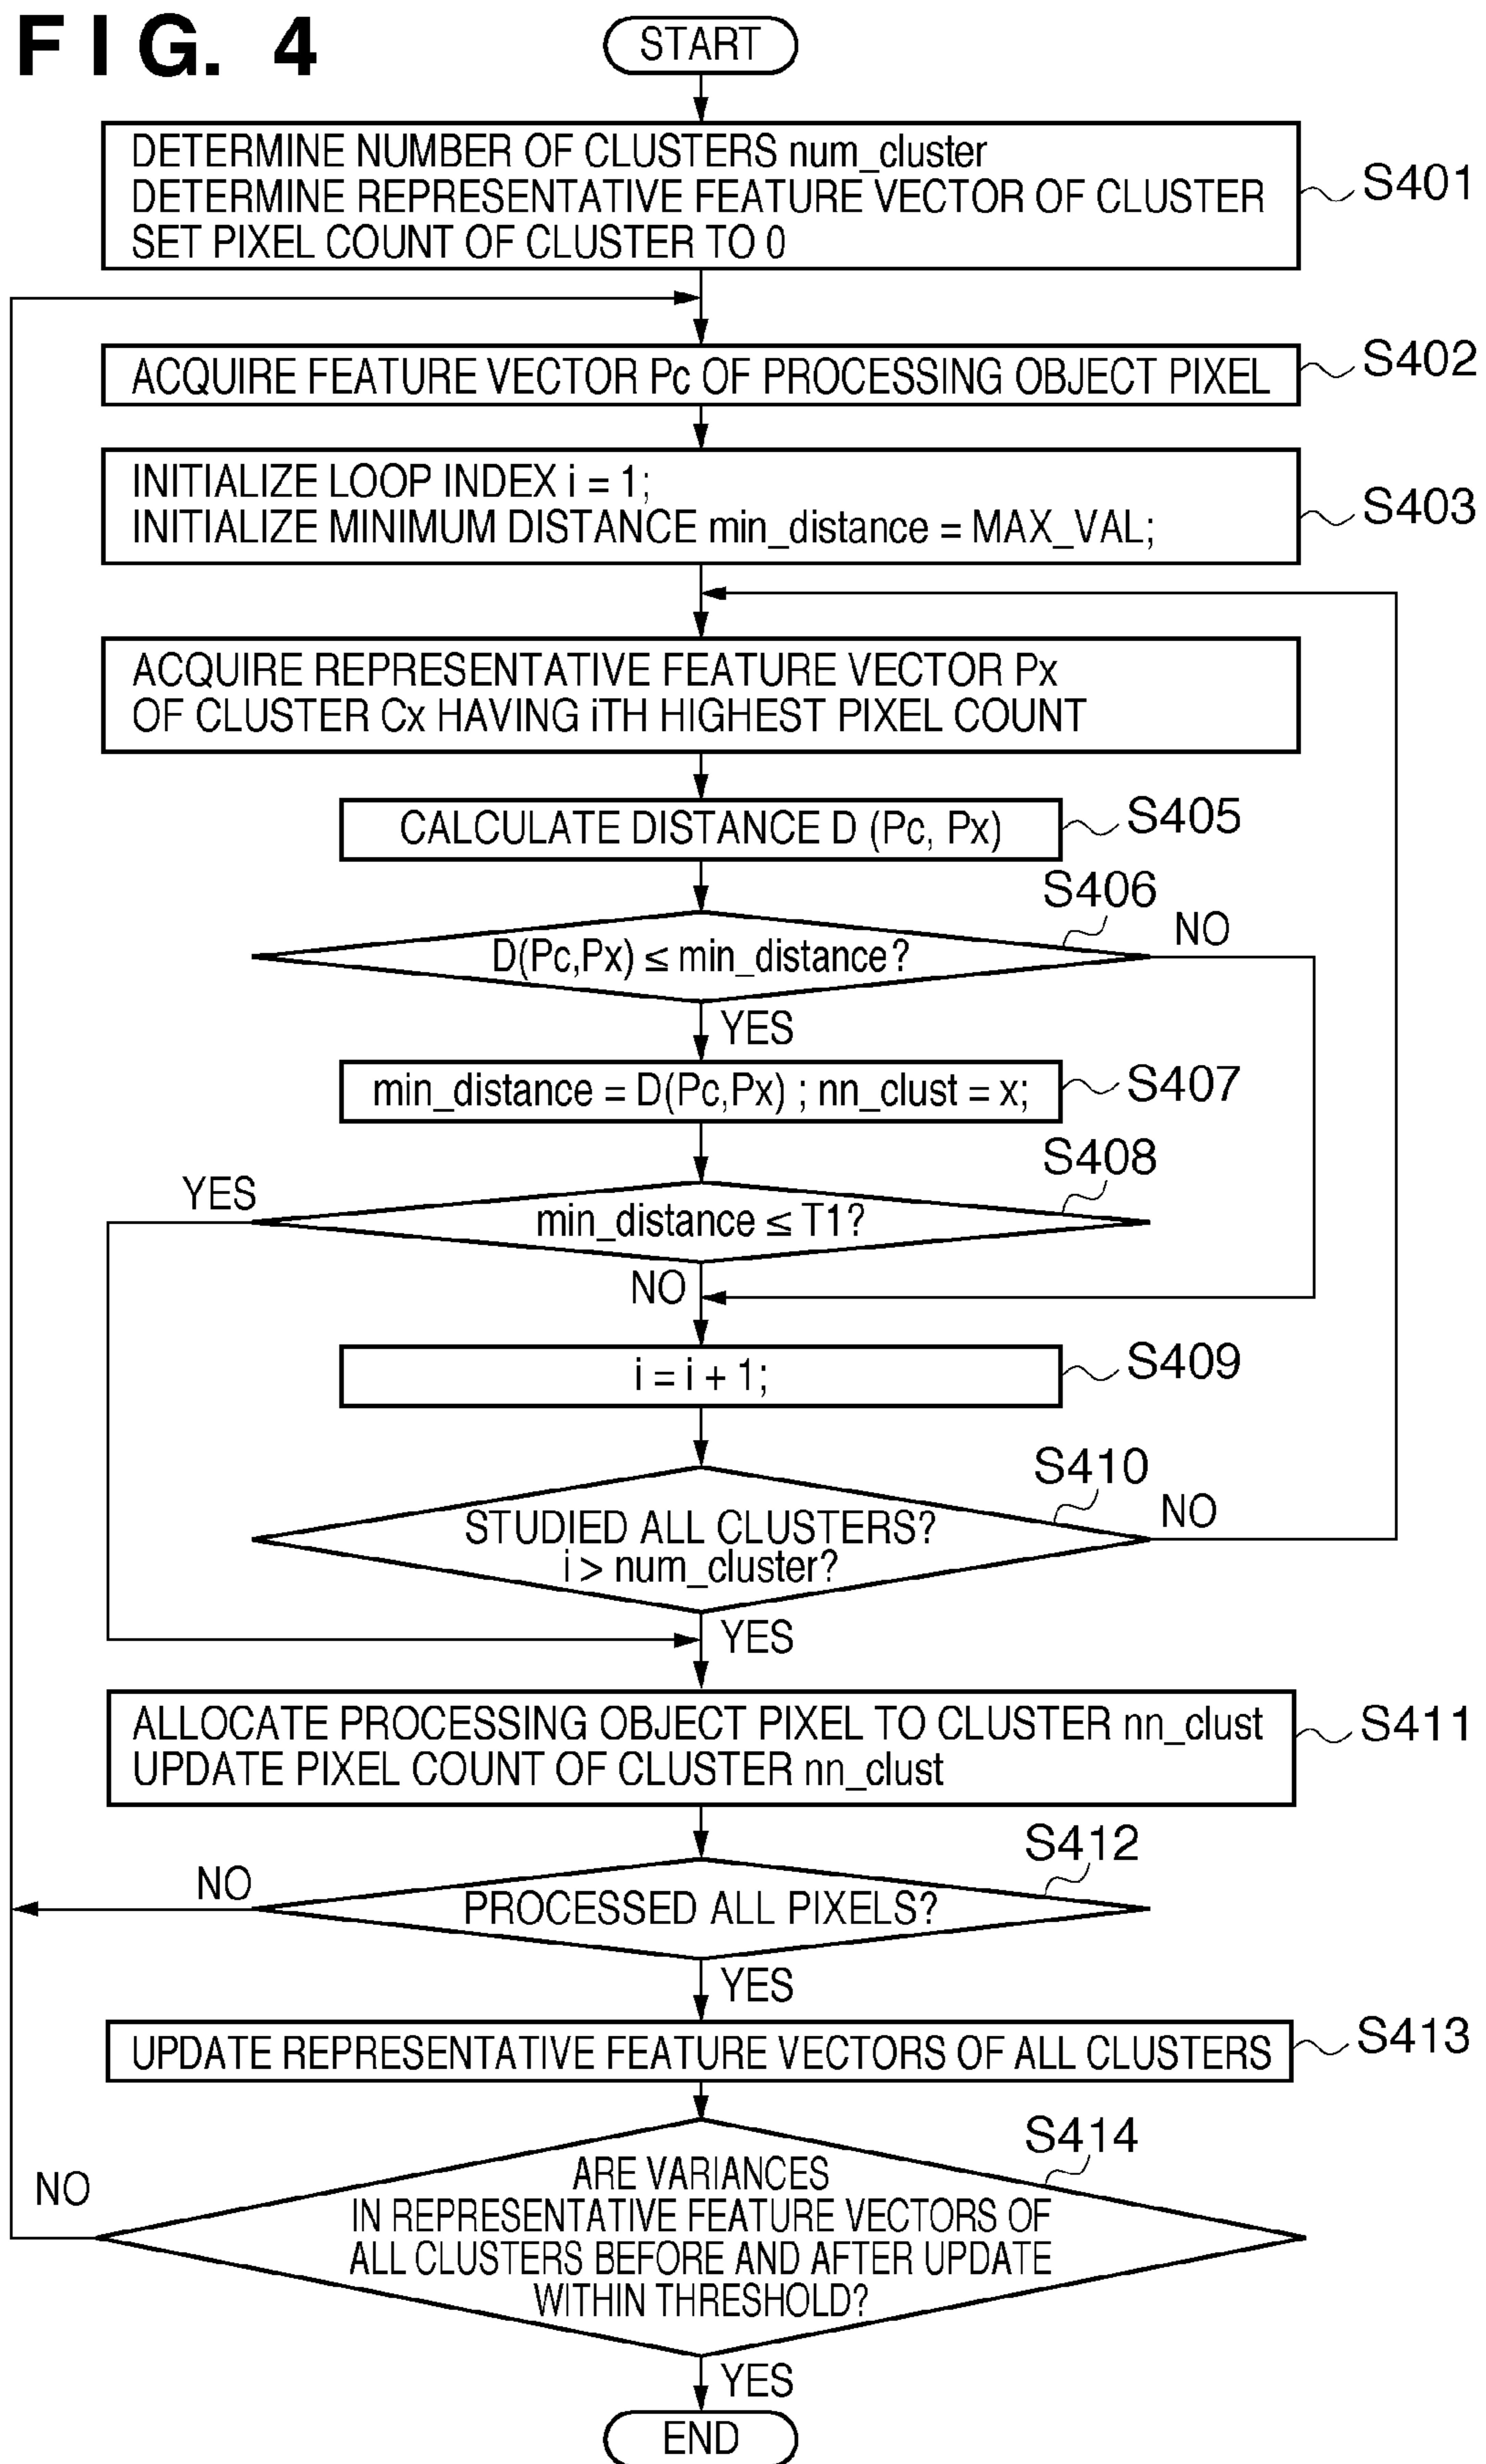 FIG. 4
START
DETERMINE NUMBER OF CLUSTERS num_cluster
DETERMINE REPRESENTATIVE FEATURE VECTOR OF CLUSTER
SET PIXEL COUNT OF CLUSTER TO 0
S401
ACQUIRE FEATURE VECTOR Pc OF PROCESSING OBJECT PIXEL
S402
INITIALIZE LOOP INDEX i = 1;
INITIALIZE MINIMUM DISTANCE min_distance = MAX_VAL;
S403
ACQUIRE REPRESENTATIVE FEATURE VECTOR Px
OF CLUSTER Cx HAVING iTH HIGHEST PIXEL COUNT
CALCULATE DISTANCE D (Pc, Px)
S405
S406
D(Pc,Px) ≤ min_distance?
NO
YES
min_distance = D(Pc,Px) ; nn_clust = x;
S407
S408
YES
min_distance ≤ T1?
NO
i = i + 1;
S409
S410
STUDIED ALL CLUSTERS?
i > num_cluster?
NO
YES
ALLOCATE PROCESSING OBJECT PIXEL TO CLUSTER nn_clust
UPDATE PIXEL COUNT OF CLUSTER nn_clust
S411
S412
NO
PROCESSED ALL PIXELS?
YES
UPDATE REPRESENTATIVE FEATURE VECTORS OF ALL CLUSTERS
S413
S414
NO
ARE VARIANCES
IN REPRESENTATIVE FEATURE VECTORS OF
ALL CLUSTERS BEFORE AND AFTER UPDATE
WITHIN THRESHOLD?
YES
END